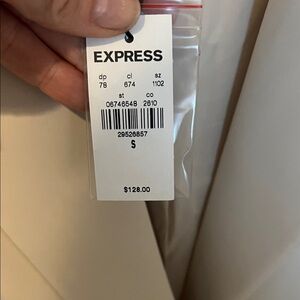 EXPRESS
dp cl sz
78 674 1102
st co
06746548 2610
29526857
S
$128.00